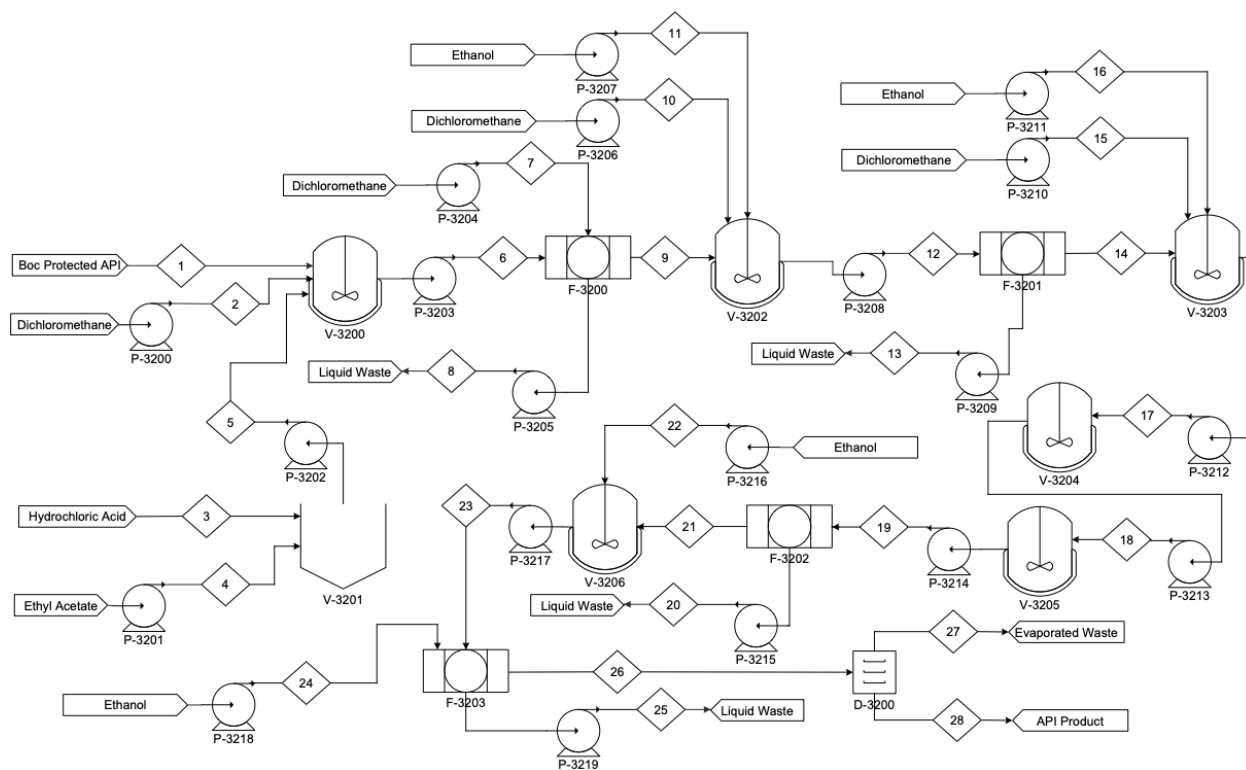 Ethanol
P-3207
11
Dichloromethane
P-3206
10
Dichloromethane
P-3204
7
Ethanol
P-3211
16
Dichloromethane
P-3210
15
Boc Protected API
1
2
Dichloromethane
P-3200
V-3200
P-3203
6
F-3200
9
V-3202
P-3208
12
F-3201
14
V-3203
Liquid Waste
8
P-3205
Liquid Waste
13
P-3209
5
P-3202
Hydrochloric Acid
3
Ethyl Acetate
P-3201
4
V-3201
17
P-3212
V-3204
22
P-3216
Ethanol
23
P-3217
V-3206
21
F-3202
19
P-3214
V-3205
18
P-3213
Liquid Waste
20
P-3215
Ethanol
P-3218
24
F-3203
26
P-3219
25
Liquid Waste
D-3200
27
Evaporated Waste
28
API Product